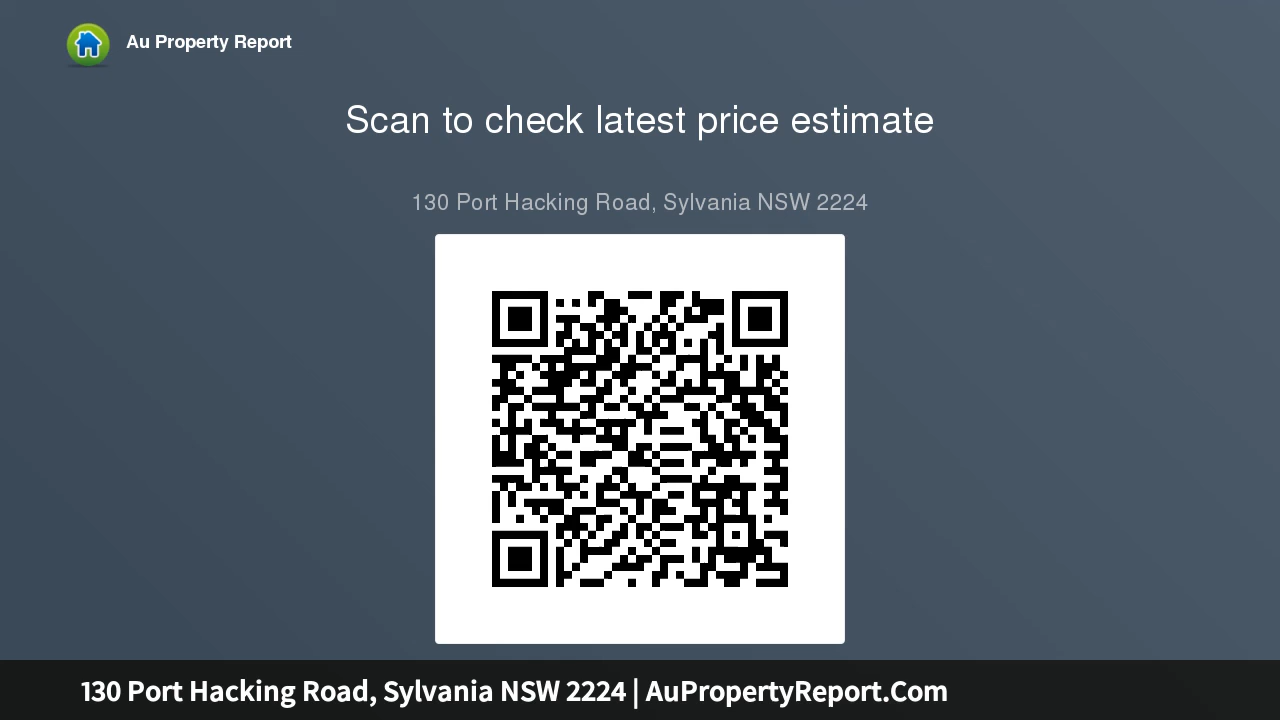 Au Property Report
Scan to check latest price estimate
130 Port Hacking Road, Sylvania NSW 2224
130 Port Hacking Road, Sylvania NSW 2224 | AuPropertyReport.Com